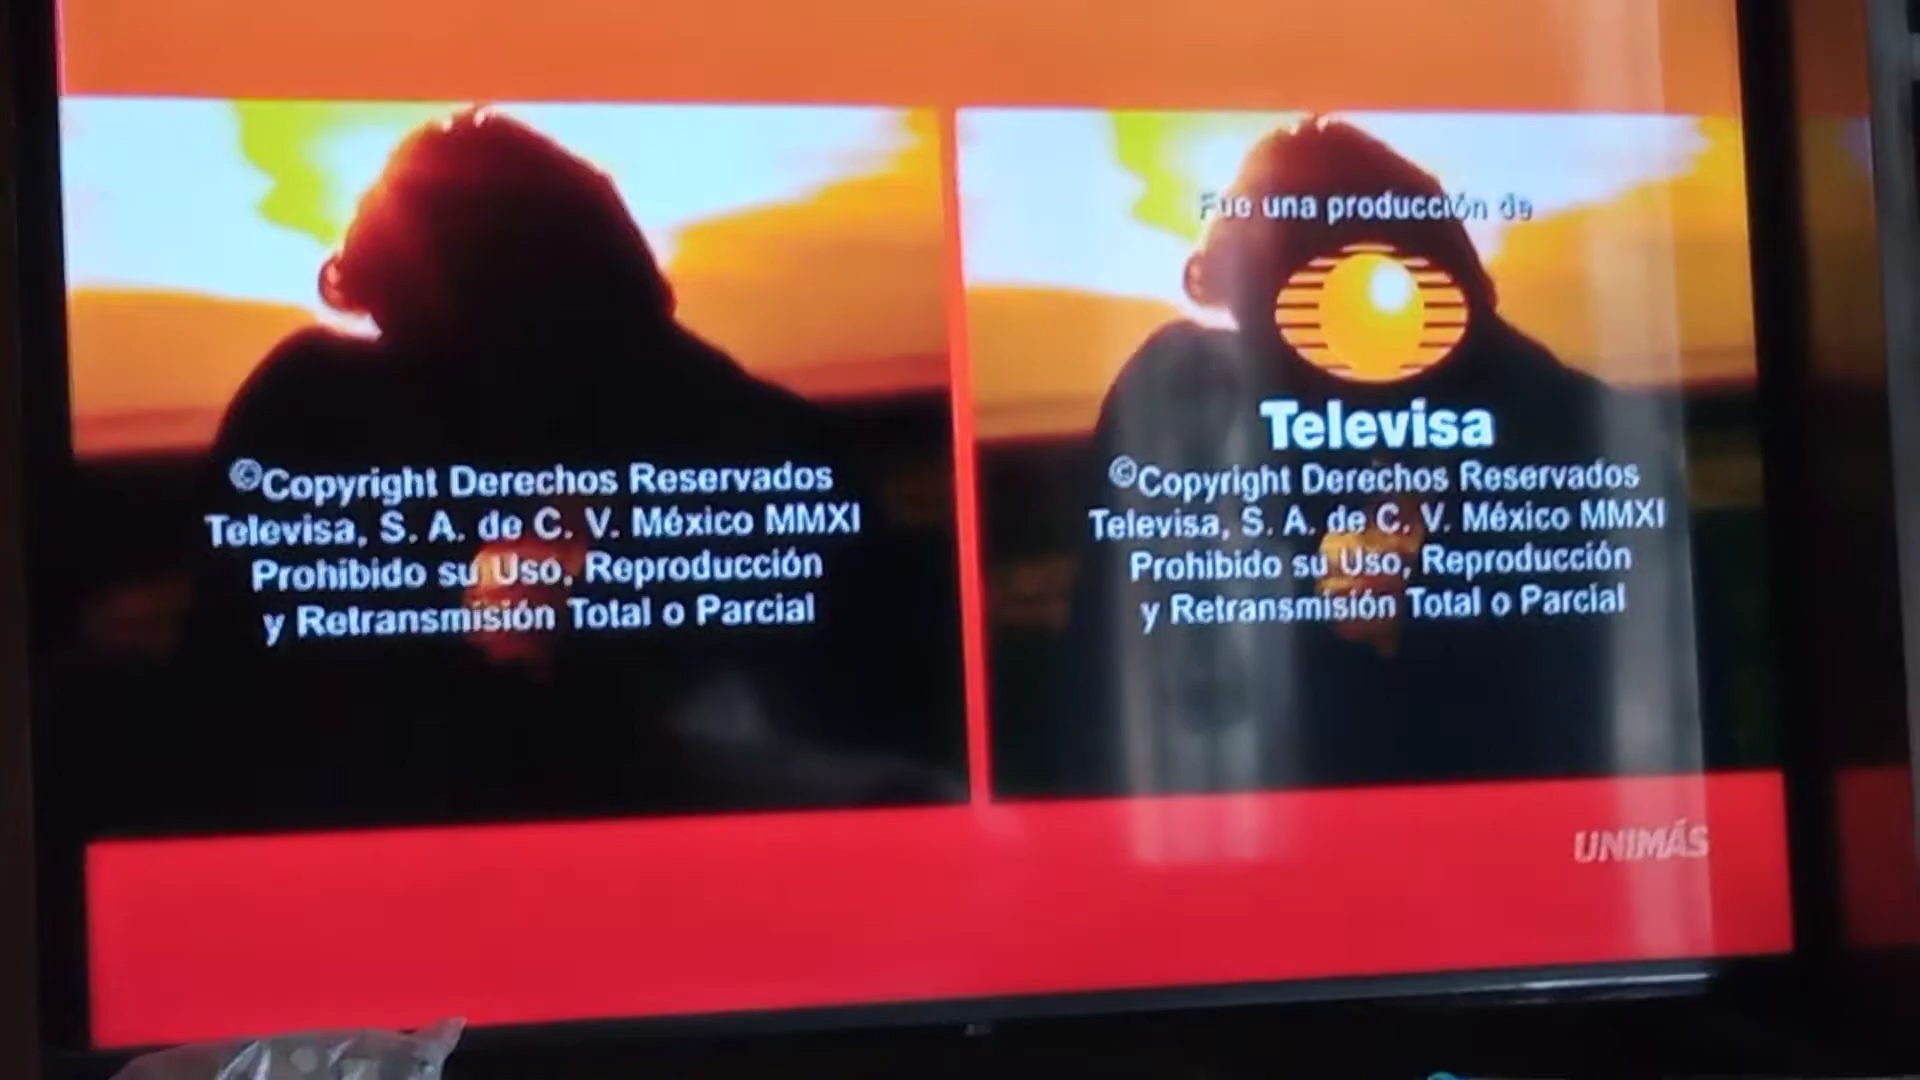 ©Copyright Derechos Reservados
Televisa, S. A. de C. V. México MMXI
Prohibido su Uso, Reproducción
y Retransmisión Total o Parcial
Fue una producción de
Televisa
©Copyright Derechos Reservados
Televisa, S. A. de C. V. México MMXI
Prohibido su Uso, Reproducción
y Retransmisión Total o Parcial
UNIMÁS